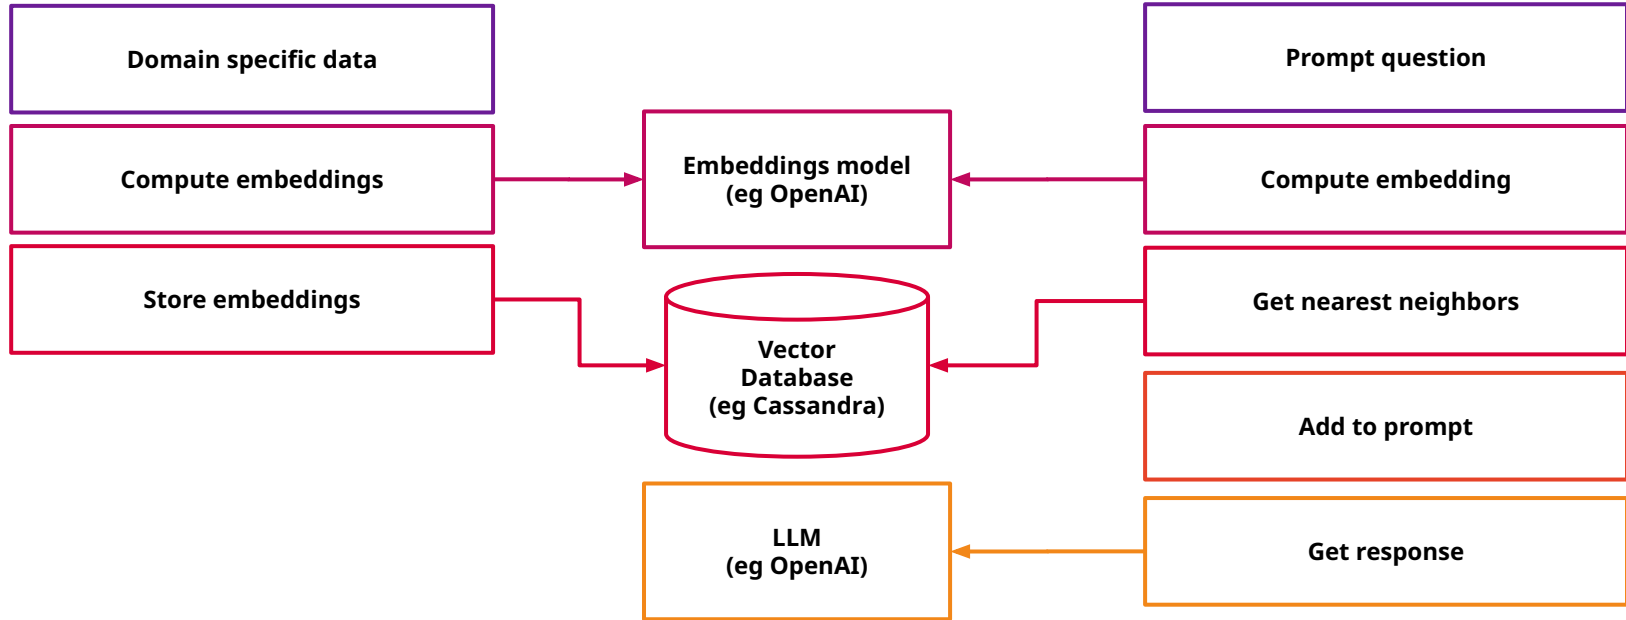 Domain specific data
Compute embeddings
Store embeddings
Embeddings model
(eg OpenAI)
Vector
Database
(eg Cassandra)
LLM
(eg OpenAI)
Prompt question
Compute embedding
Get nearest neighbors
Add to prompt
Get response